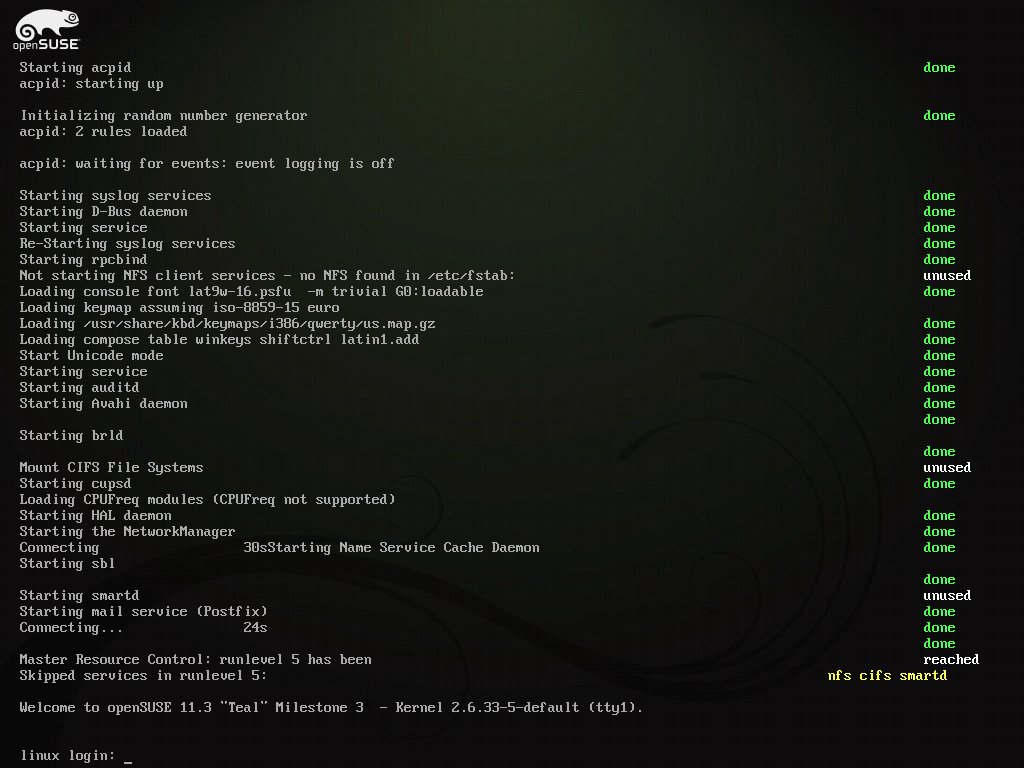 openSUSE
Starting acpid done
acpid: starting up
Initializing random number generator done
acpid: 2 rules loaded
acpid: waiting for events: event logging is off
Starting syslog services done
Starting D-Bus daemon done
Starting service done
Re-Starting syslog services done
Starting rpcbind done
Not starting NFS client services - no NFS found in /etc/fstab: unused
Loading console font lat9w-16.psfu -m trivial G0:loadable done
Loading keymap assuming iso-8859-15 euro
Loading /usr/share/kbd/keymaps/i386/qwerty/us.map.gz done
Loading compose table winkeys shiftctrl latin1.add done
Start Unicode mode done
Starting service done
Starting auditd done
Starting Avahi daemon done
done
Starting brld
done
Mount CIFS File Systems unused
Starting cupsd done
Loading CPUFreq modules (CPUFreq not supported)
Starting HAL daemon done
Starting the NetworkManager done
Connecting 30sStarting Name Service Cache Daemon done
Starting sbl
done
Starting smartd unused
Starting mail service (Postfix) done
Connecting... 24s done
done
Master Resource Control: runlevel 5 has been reached
Skipped services in runlevel 5: nfs cifs smartd
Welcome to openSUSE 11.3 "Teal" Milestone 3 - Kernel 2.6.33-5-default (tty1).
linux login: _